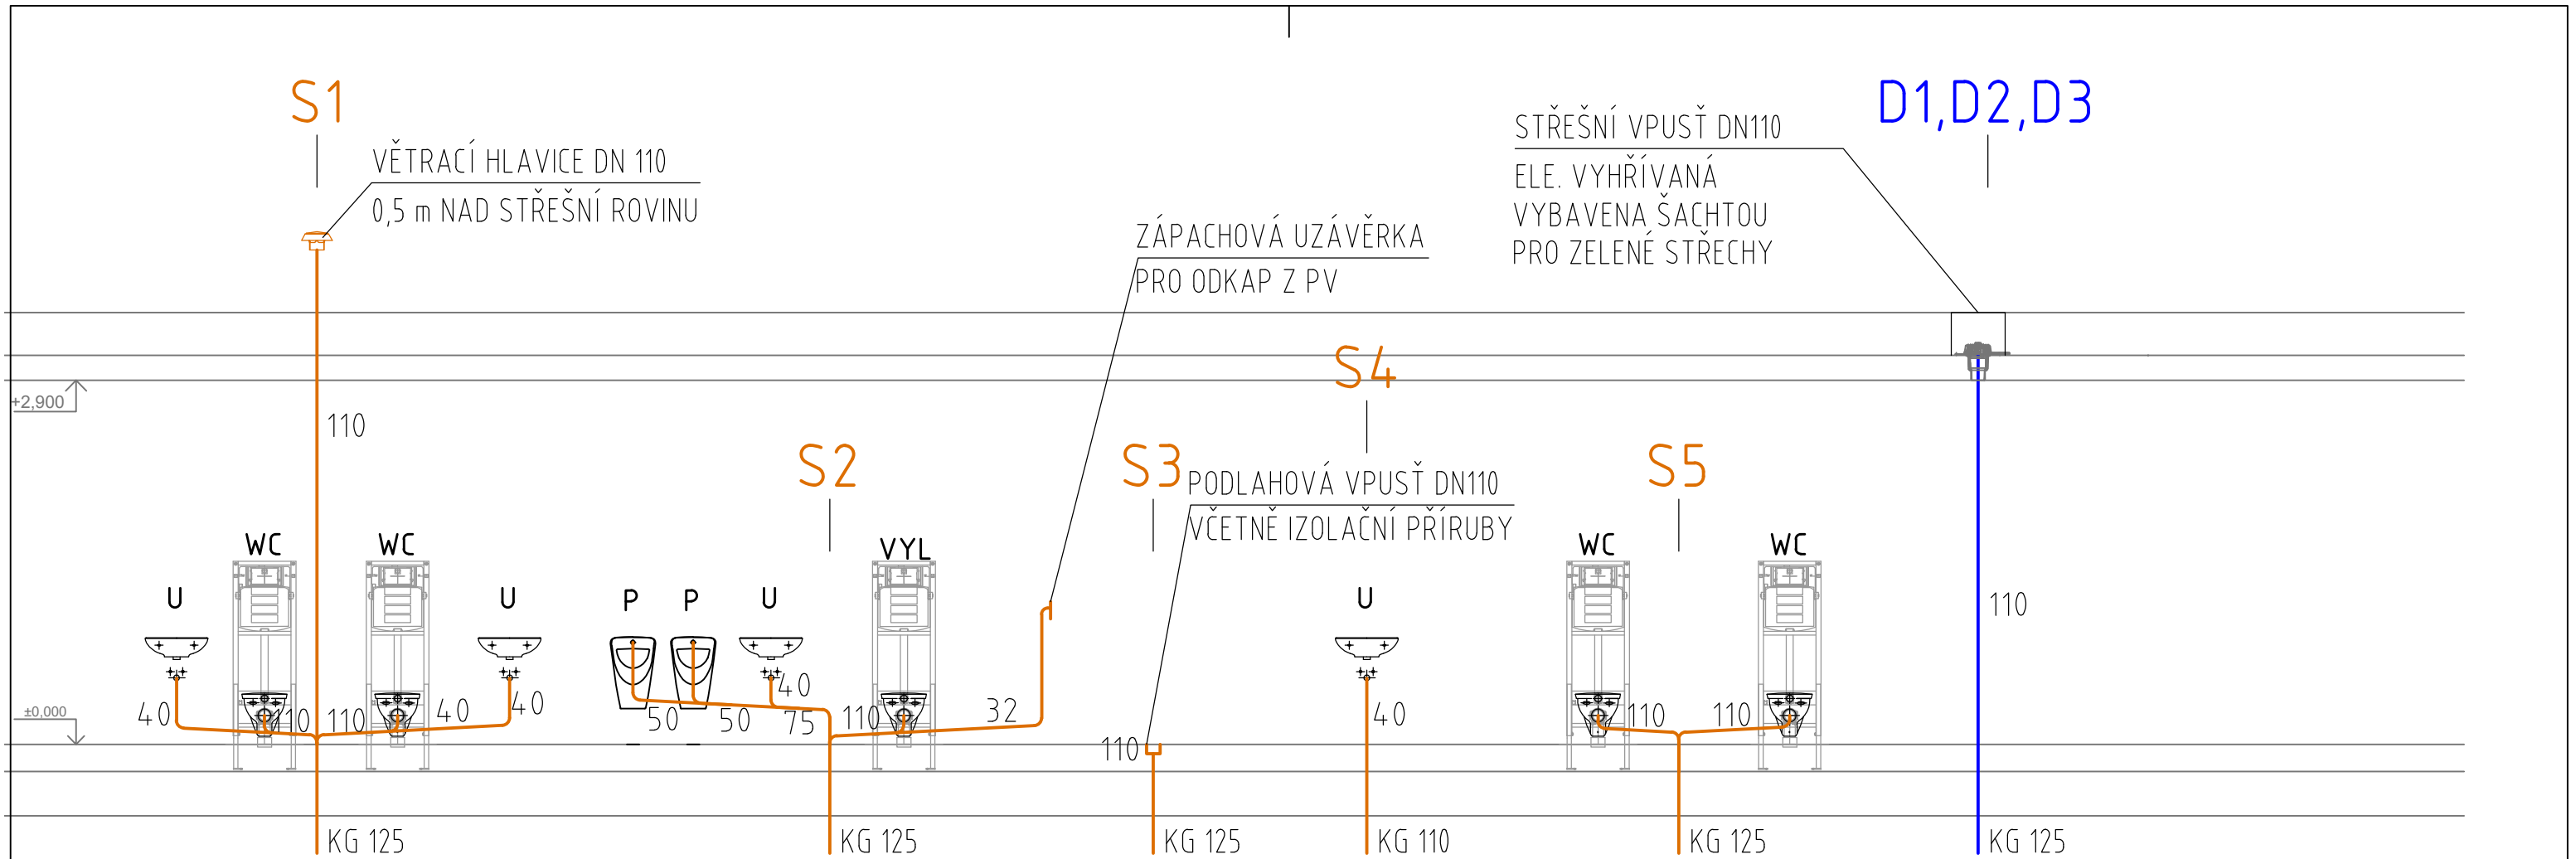 S1
VĚTRACÍ HLAVICE DN 110
0,5 m NAD STŘEŠNÍ ROVINU
STŘEŠNÍ VPUSŤ DN110
ELE. VYHŘÍVANÁ
VYBAVENA ŠACHTOU
PRO ZELENÉ STŘECHY
D1,D2,D3
ZÁPACHOVÁ UZÁVĚRKA
PRO ODKAP Z PV
S4
+2,900
110
S2
S3
PODLAHOVÁ VPUSŤ DN110
VČETNĚ IZOLAČNÍ PŘÍRUBY
S5
WC
WC
VYL
WC
WC
U
U
P
P
U
U
110
±0,000
40
110
110
40
40
50
50
40
75
110
32
110
40
110
110
KG 125
KG 125
KG 125
KG 110
KG 125
KG 125